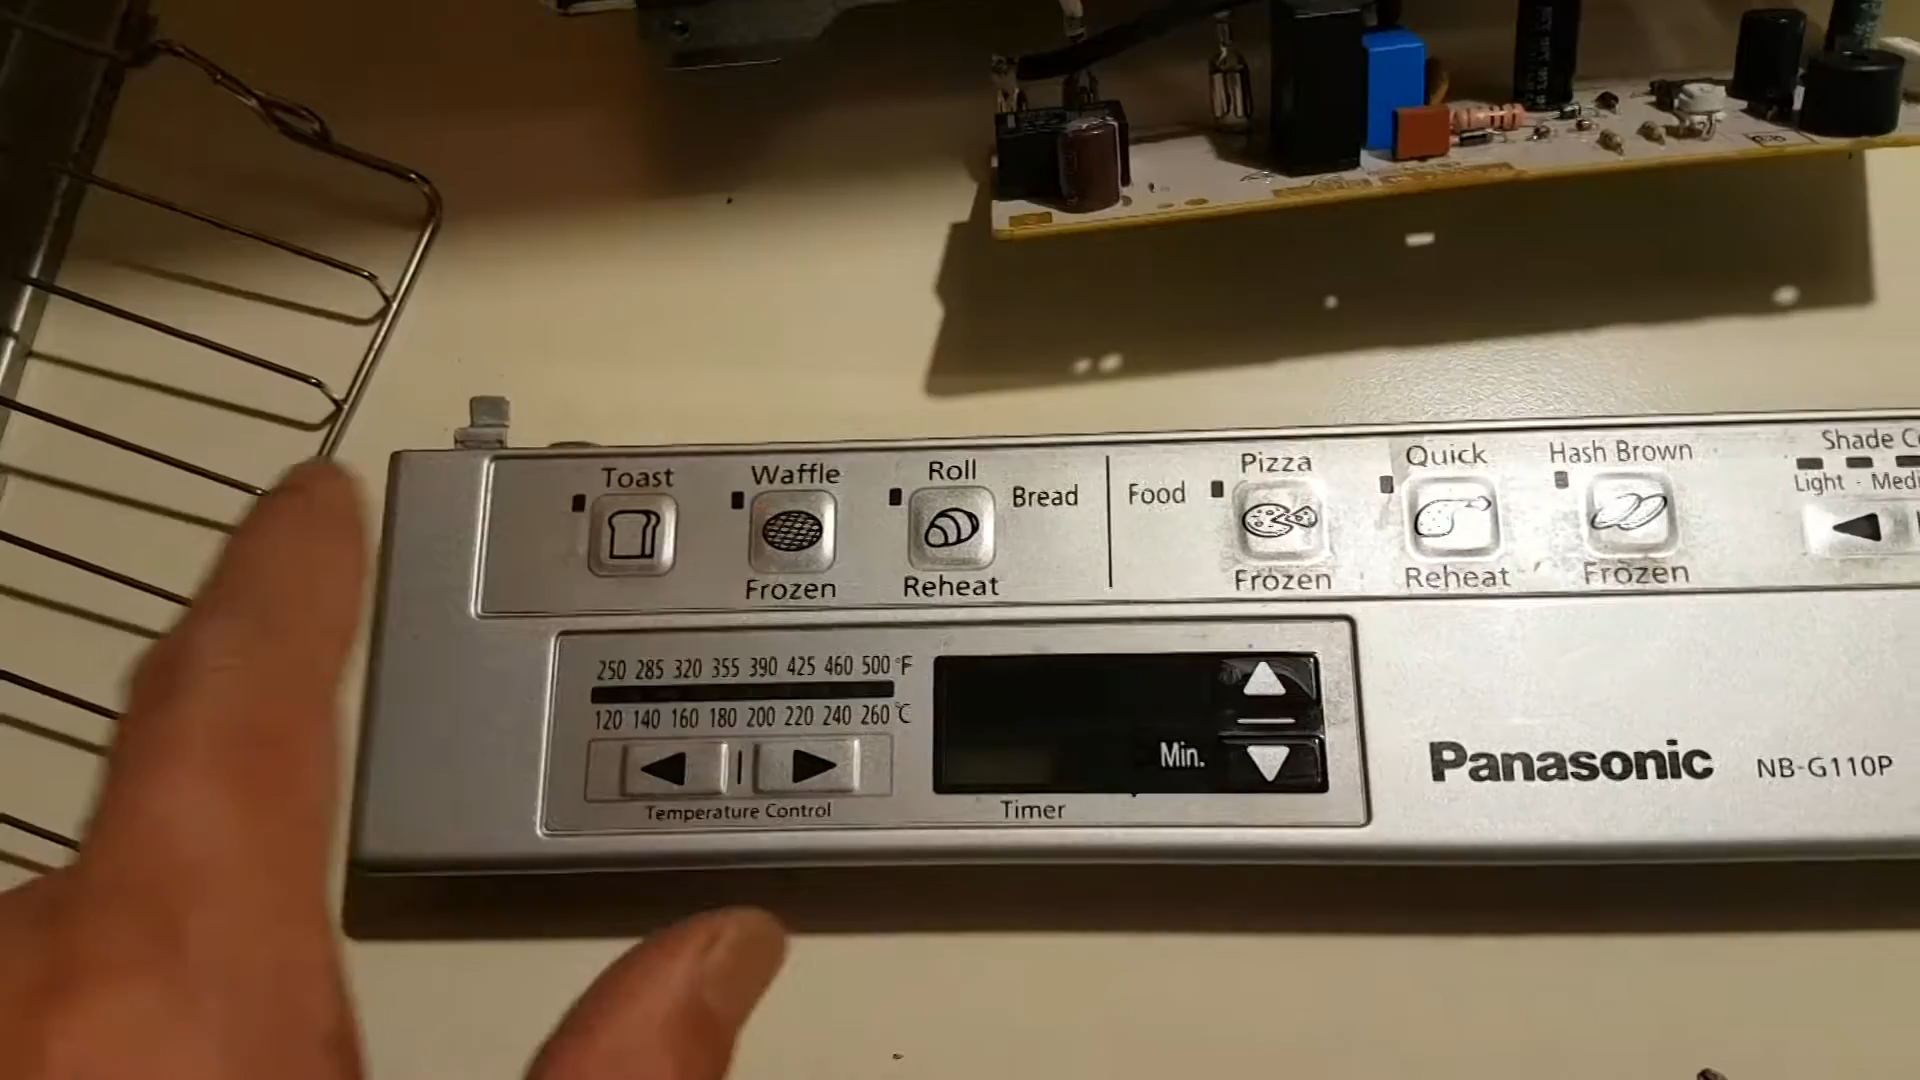 Toast
Waffle
Frozen
Roll
Reheat
Bread
Food
Pizza
Frozen
Quick
Reheat
Hash Brown
Frozen
Shade
Light -
250 285 320 355 390 425 460 500 °F
120 140 160 180 200 220 240 260 °C
Temperature Control
Min.
Timer
Panasonic NB-G110P